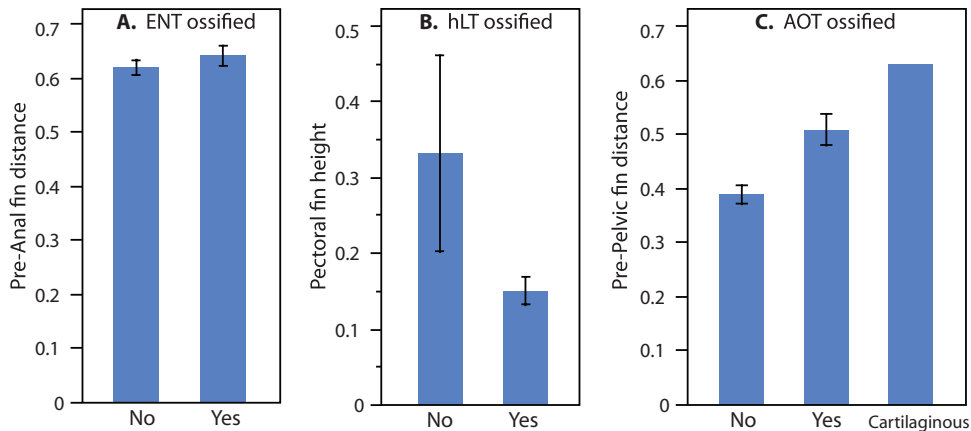 A. ENT ossified
Pre-Anal fin distance
0.7
0.6
0.5
0.4
0.3
0.2
0.1
0
No Yes
B. hLT ossified
Pectoral fin height
0.5
0.4
0.3
0.2
0.1
0
No Yes
C. AOT ossified
Pre-Pelvic fin distance
0.7
0.6
0.5
0.4
0.3
0.2
0.1
0
No Yes Cartilaginous